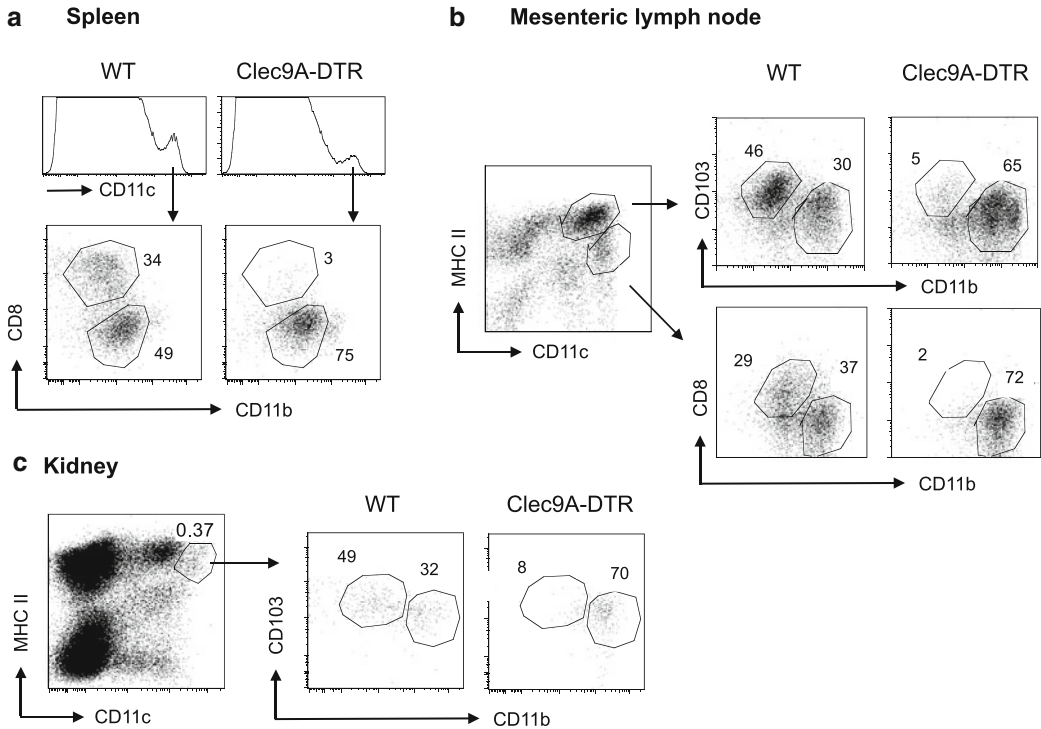 a Spleen
WT Clec9A-DTR
CD11c
34
49
3
75
CD8
CD11b
b Mesenteric lymph node
WT Clec9A-DTR
MHC II
CD11c
46
30
5
65
CD103
CD11b
29
37
2
72
CD8
CD11b
c Kidney
WT Clec9A-DTR
0.37
MHC II
CD11c
49
32
8
70
CD103
CD11b